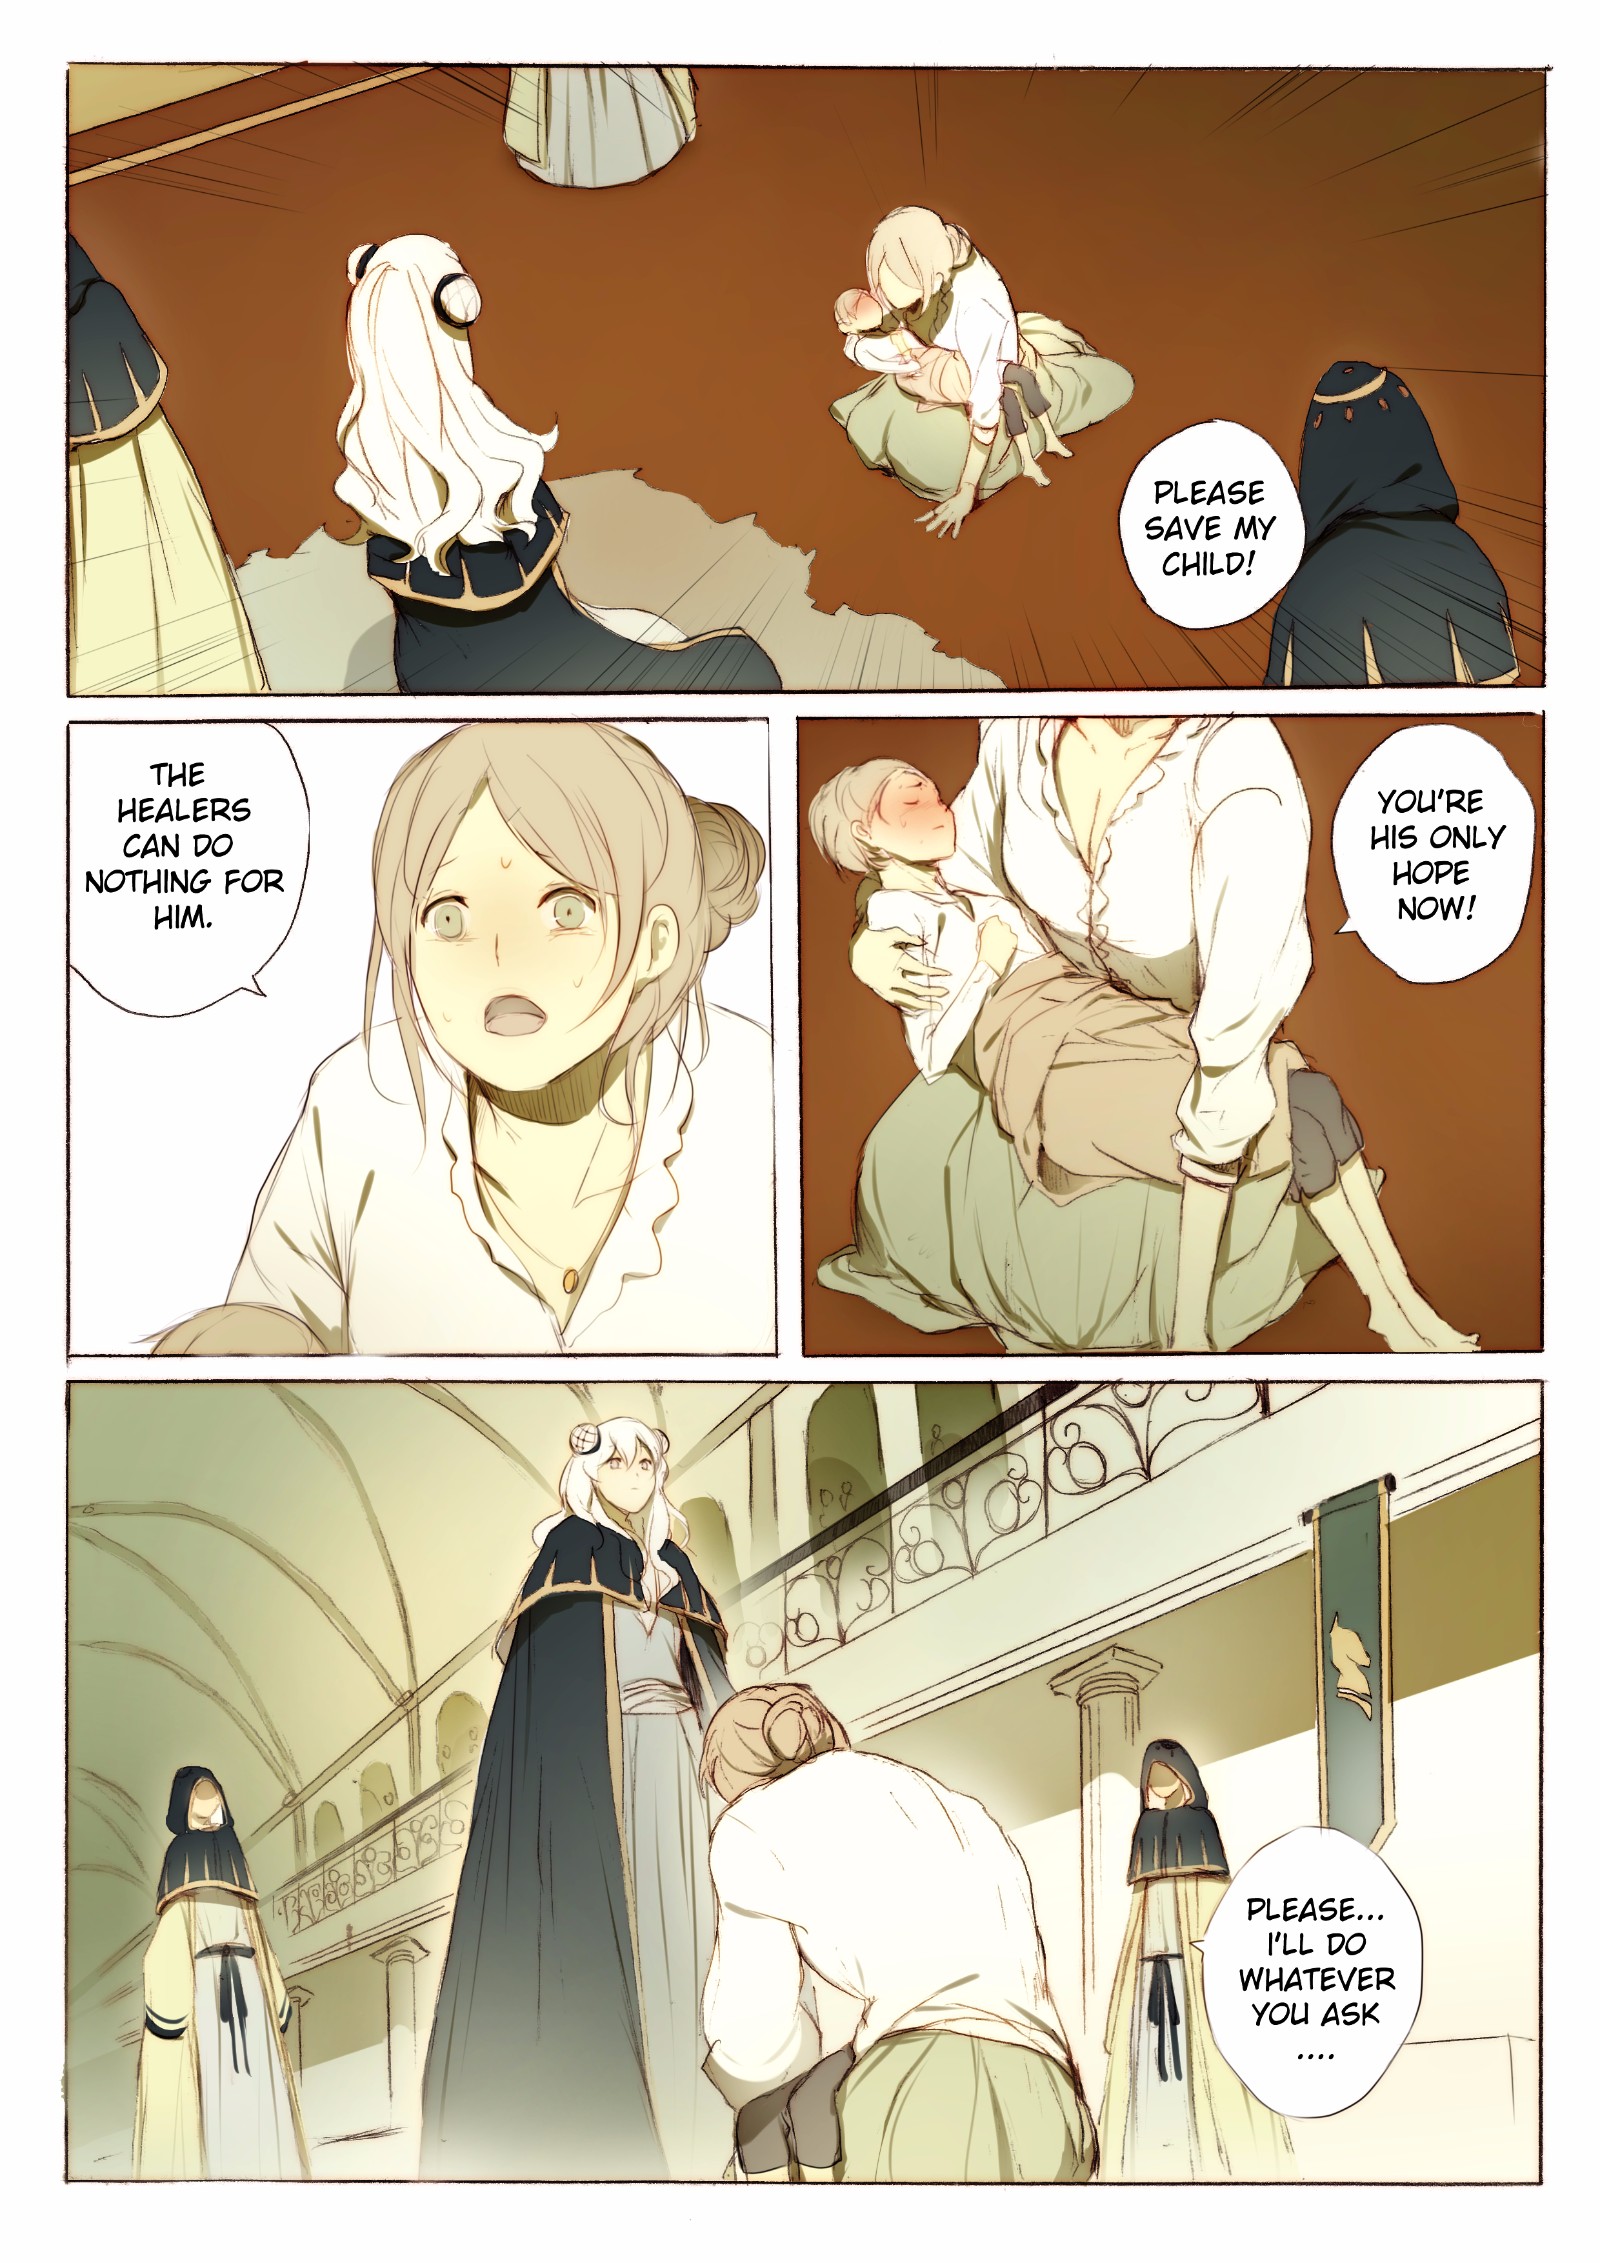 PLEASE
SAVE MY
CHILD!
THE
HEALERS
CAN DO
NOTHING FOR
HIM.
YOU'RE
HIS ONLY
HOPE
NOW!
PLEASE...
I'LL DO
WHATEVER
YOU ASK
....